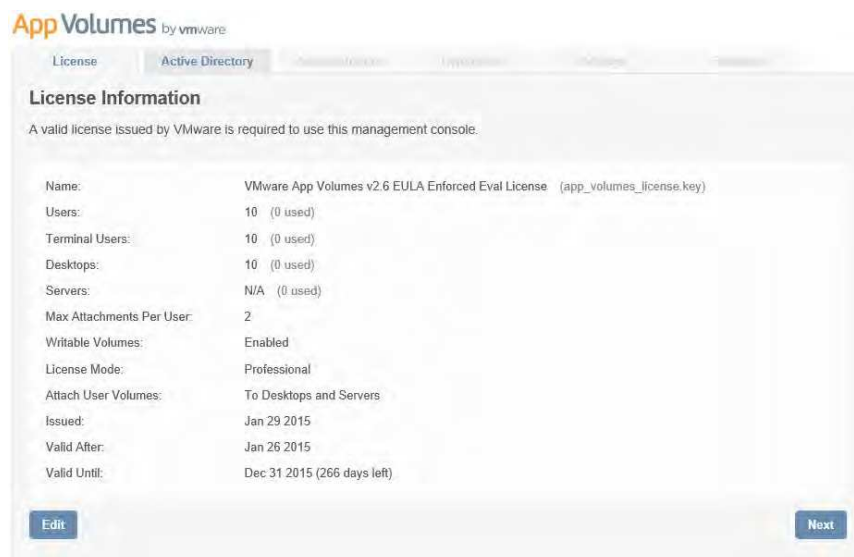 App Volumes by vmware
License Active Directory
License Information
A valid license issued by VMware is required to use this management console.
Name: VMware App Volumes v2.6 EULA Enforced Eval License (app_volumes_license.key)
Users: 10 (0 used)
Terminal Users: 10 (0 used)
Desktops: 10 (0 used)
Servers: N/A (0 used)
Max Attachments Per User: 2
Writable Volumes: Enabled
License Mode: Professional
Attach User Volumes: To Desktops and Servers
Issued: Jan 29 2015
Valid After: Jan 26 2015
Valid Until: Dec 31 2015 (266 days left)
Edit Next